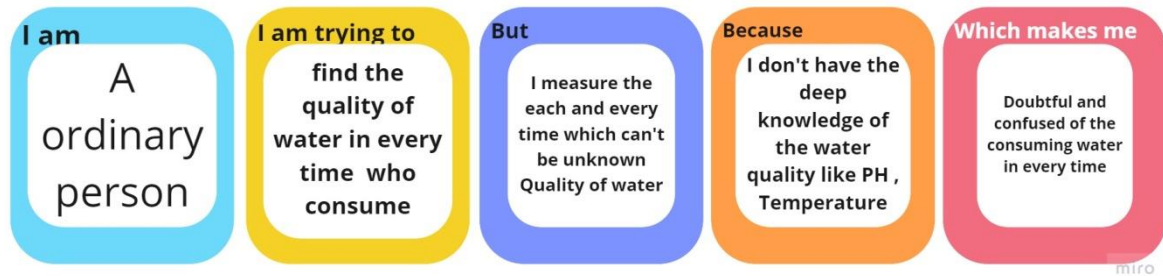 I am
A
ordinary
person
I am trying to
find the
quality of
water in every
time who
consume
But
I measure the
each and every
time which can't
be unknown
Quality of water
Because
I don't have the
deep
knowledge of
the water
quality like PH ,
Temperature
Which makes me
Doubtful and
confused of the
consuming water
in every time
miro